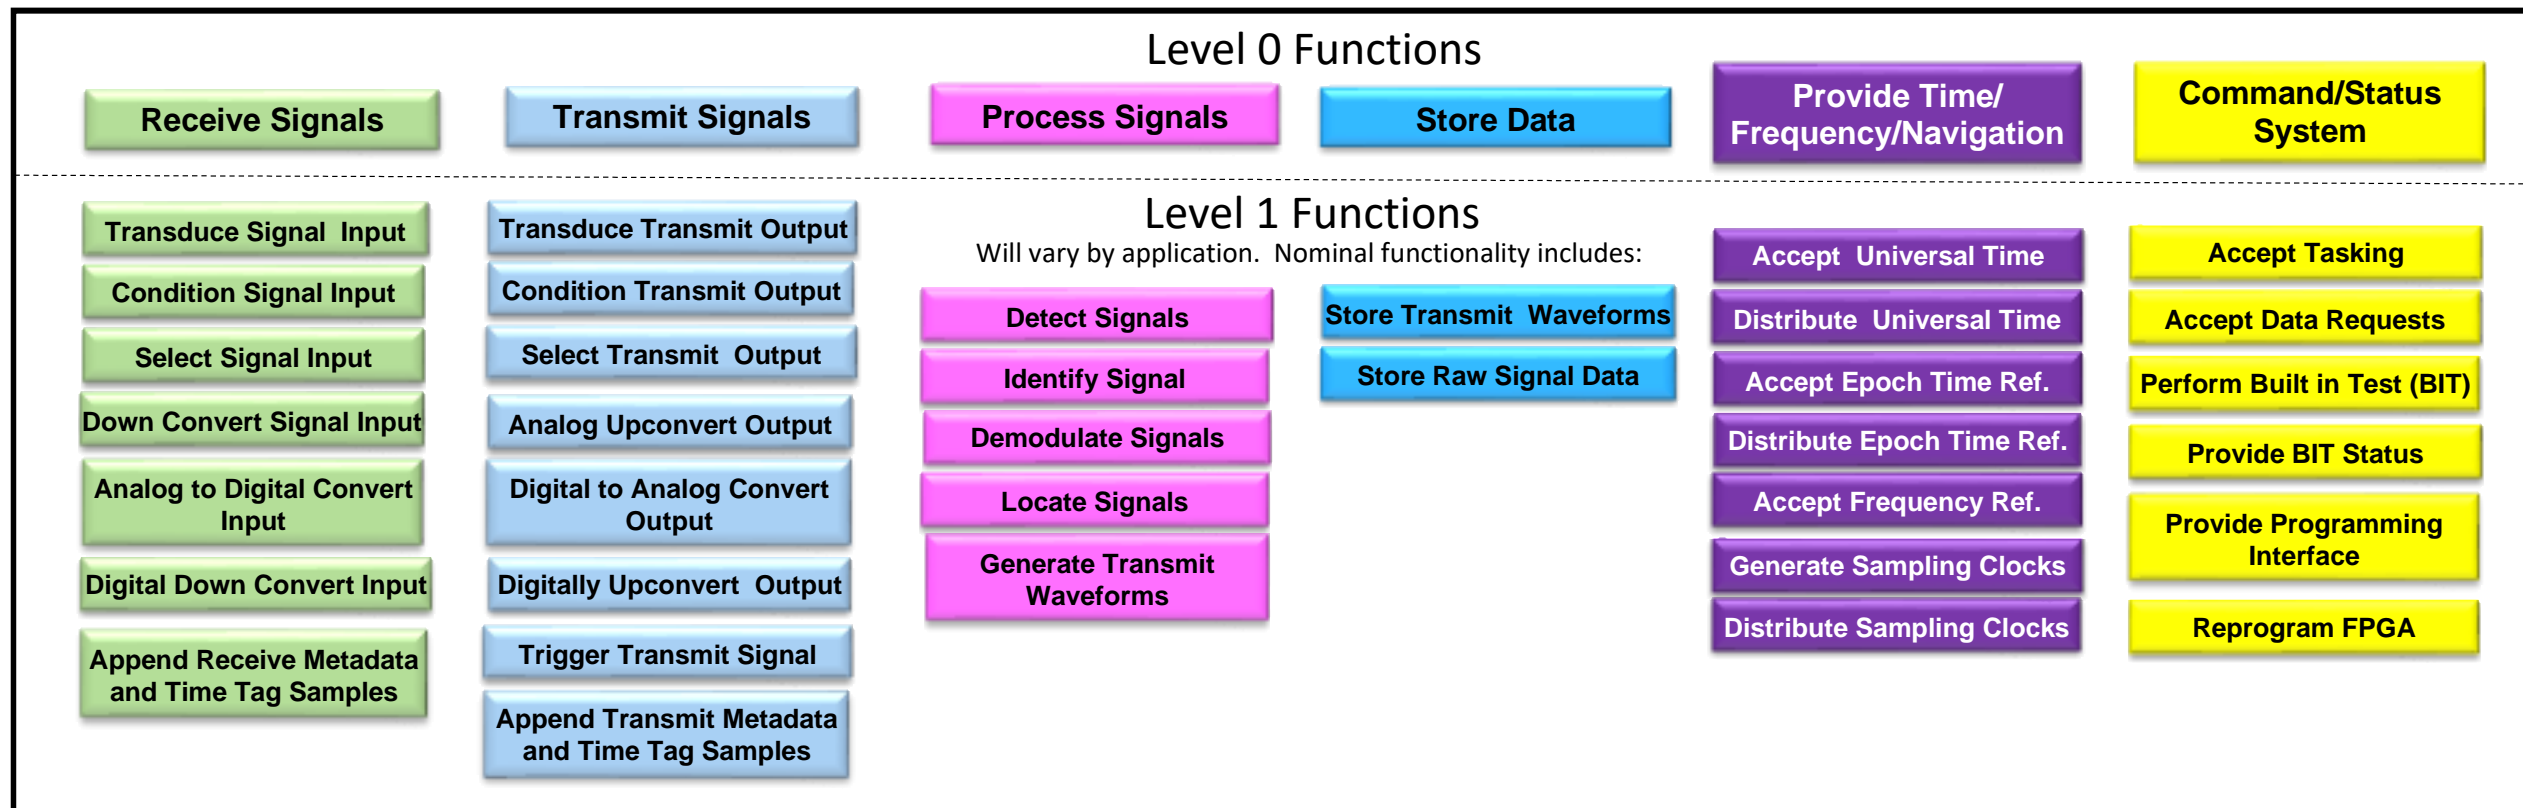 Level 0 Functions
Receive Signals
Transmit Signals
Process Signals
Store Data
Provide Time/
Frequency/Navigation
Command/Status
System
Level 1 Functions
Will vary by application.  Nominal functionality includes:
Transduce Signal  Input
Condition Signal Input
Select Signal Input
Down Convert Signal Input
Analog to Digital Convert
Input
Digital Down Convert Input
Append Receive Metadata
and Time Tag Samples
Transduce Transmit Output
Condition Transmit Output
Select Transmit  Output
Analog Upconvert Output
Digital to Analog Convert
Output
Digitally Upconvert  Output
Trigger Transmit Signal
Append Transmit Metadata
and Time Tag Samples
Detect Signals
Identify Signal
Demodulate Signals
Locate Signals
Generate Transmit
Waveforms
Store Transmit  Waveforms
Store Raw Signal Data
Accept  Universal Time
Distribute  Universal Time
Accept Epoch Time Ref.
Distribute Epoch Time Ref.
Accept Frequency Ref.
Generate Sampling Clocks
Distribute Sampling Clocks
Accept Tasking
Accept Data Requests
Perform Built in Test (BIT)
Provide BIT Status
Provide Programming
Interface
Reprogram FPGA